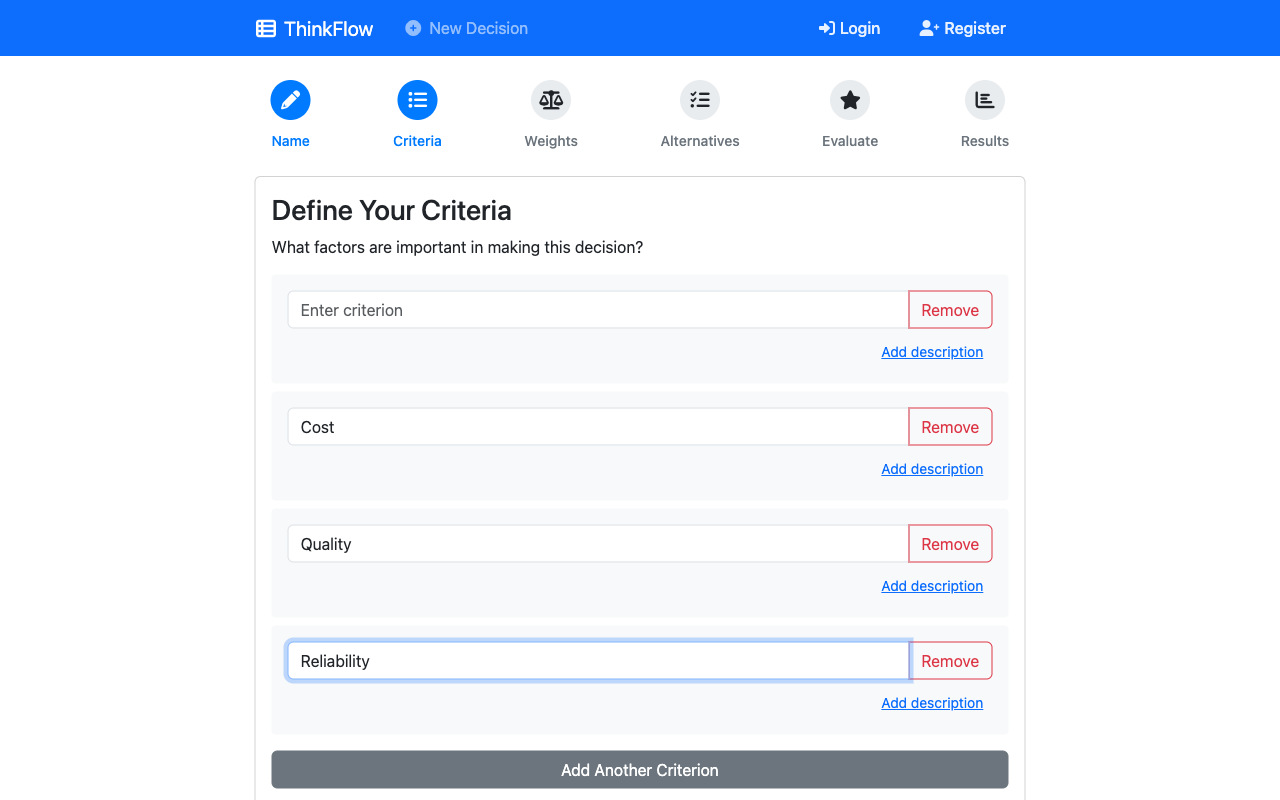 ThinkFlow New Decision Login Register
Name Criteria Weights Alternatives Evaluate Results
Define Your Criteria
What factors are important in making this decision?
Enter criterion Remove
Add description
Cost Remove
Add description
Quality Remove
Add description
Reliability Remove
Add description
Add Another Criterion